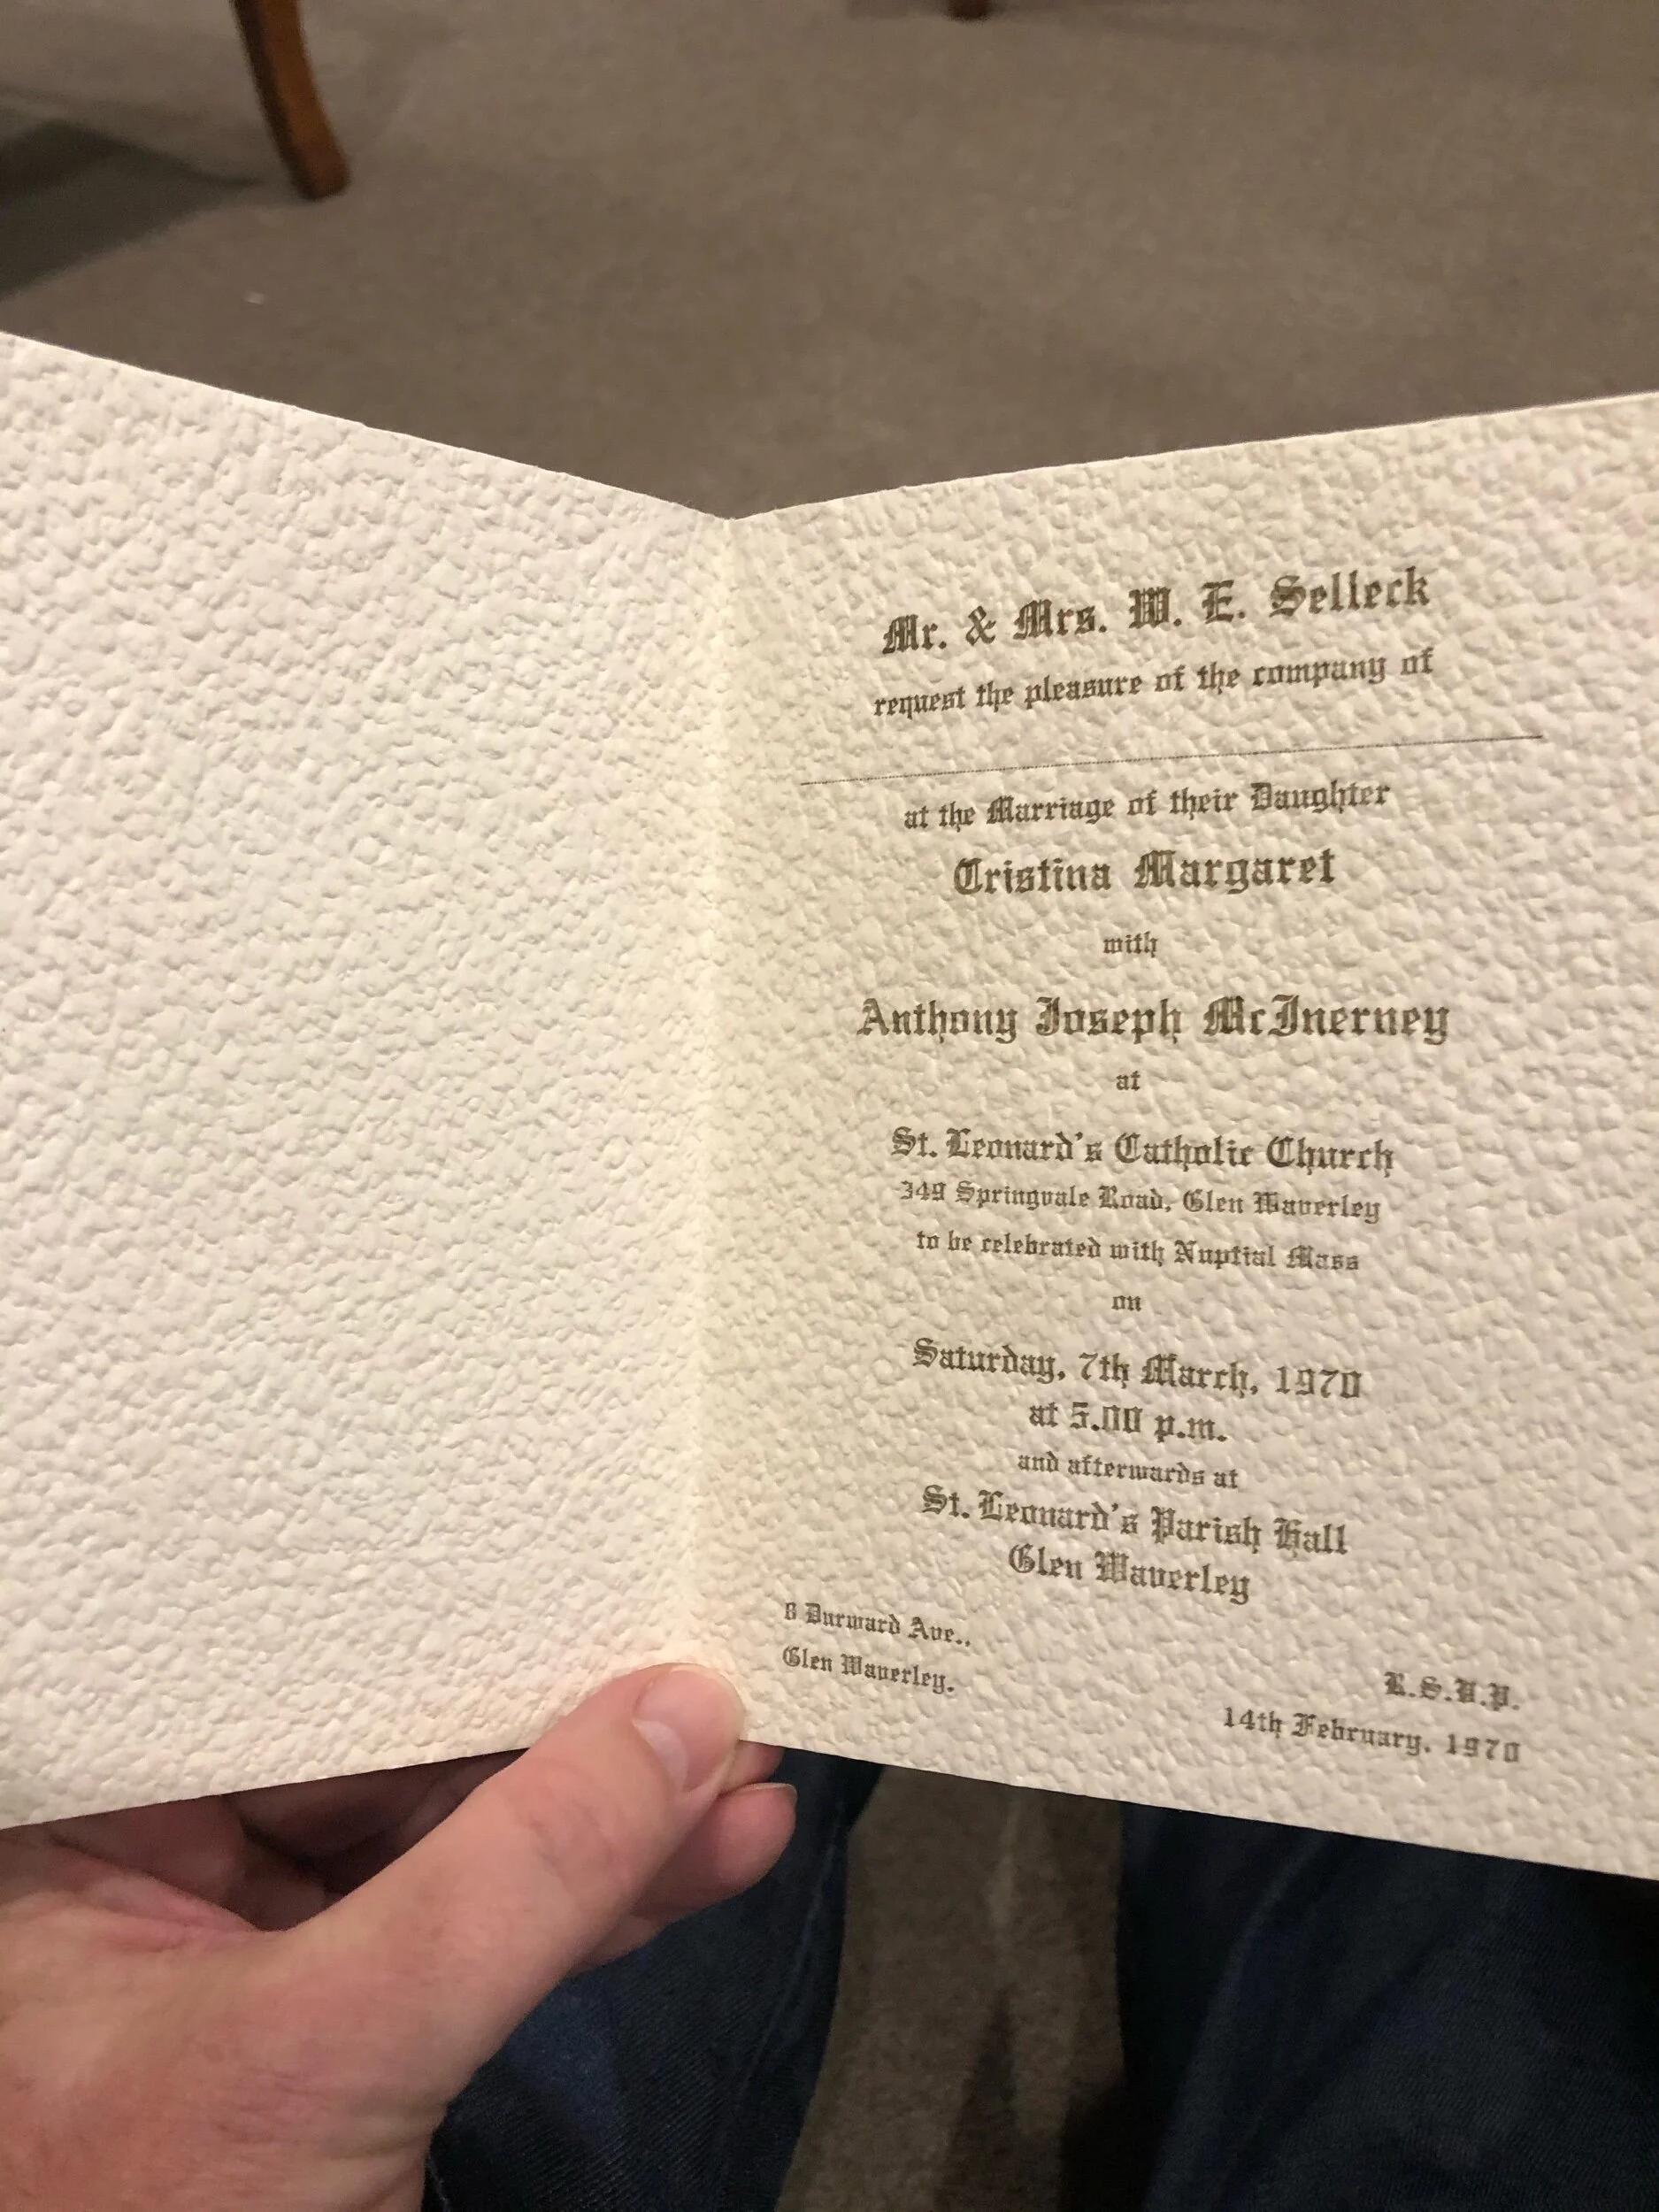 Mr. & Mrs. W. E. Selleck
request the pleasure of the company of
at the Marriage of their Daughter
Cristina Margaret
with
Anthony Joseph McInerney
at
St. Leonard's Catholic Church
349 Springvale Road, Glen Waverley
to be celebrated with Nuptial Mass
on
Saturday, 7th March, 1970
at 5.00 p.m.
and afterwards at
St. Leonard's Parish Hall
Glen Waverley
8 Durward Ave.,
Glen Waverley.
R.S.V.P.
14th February, 1970